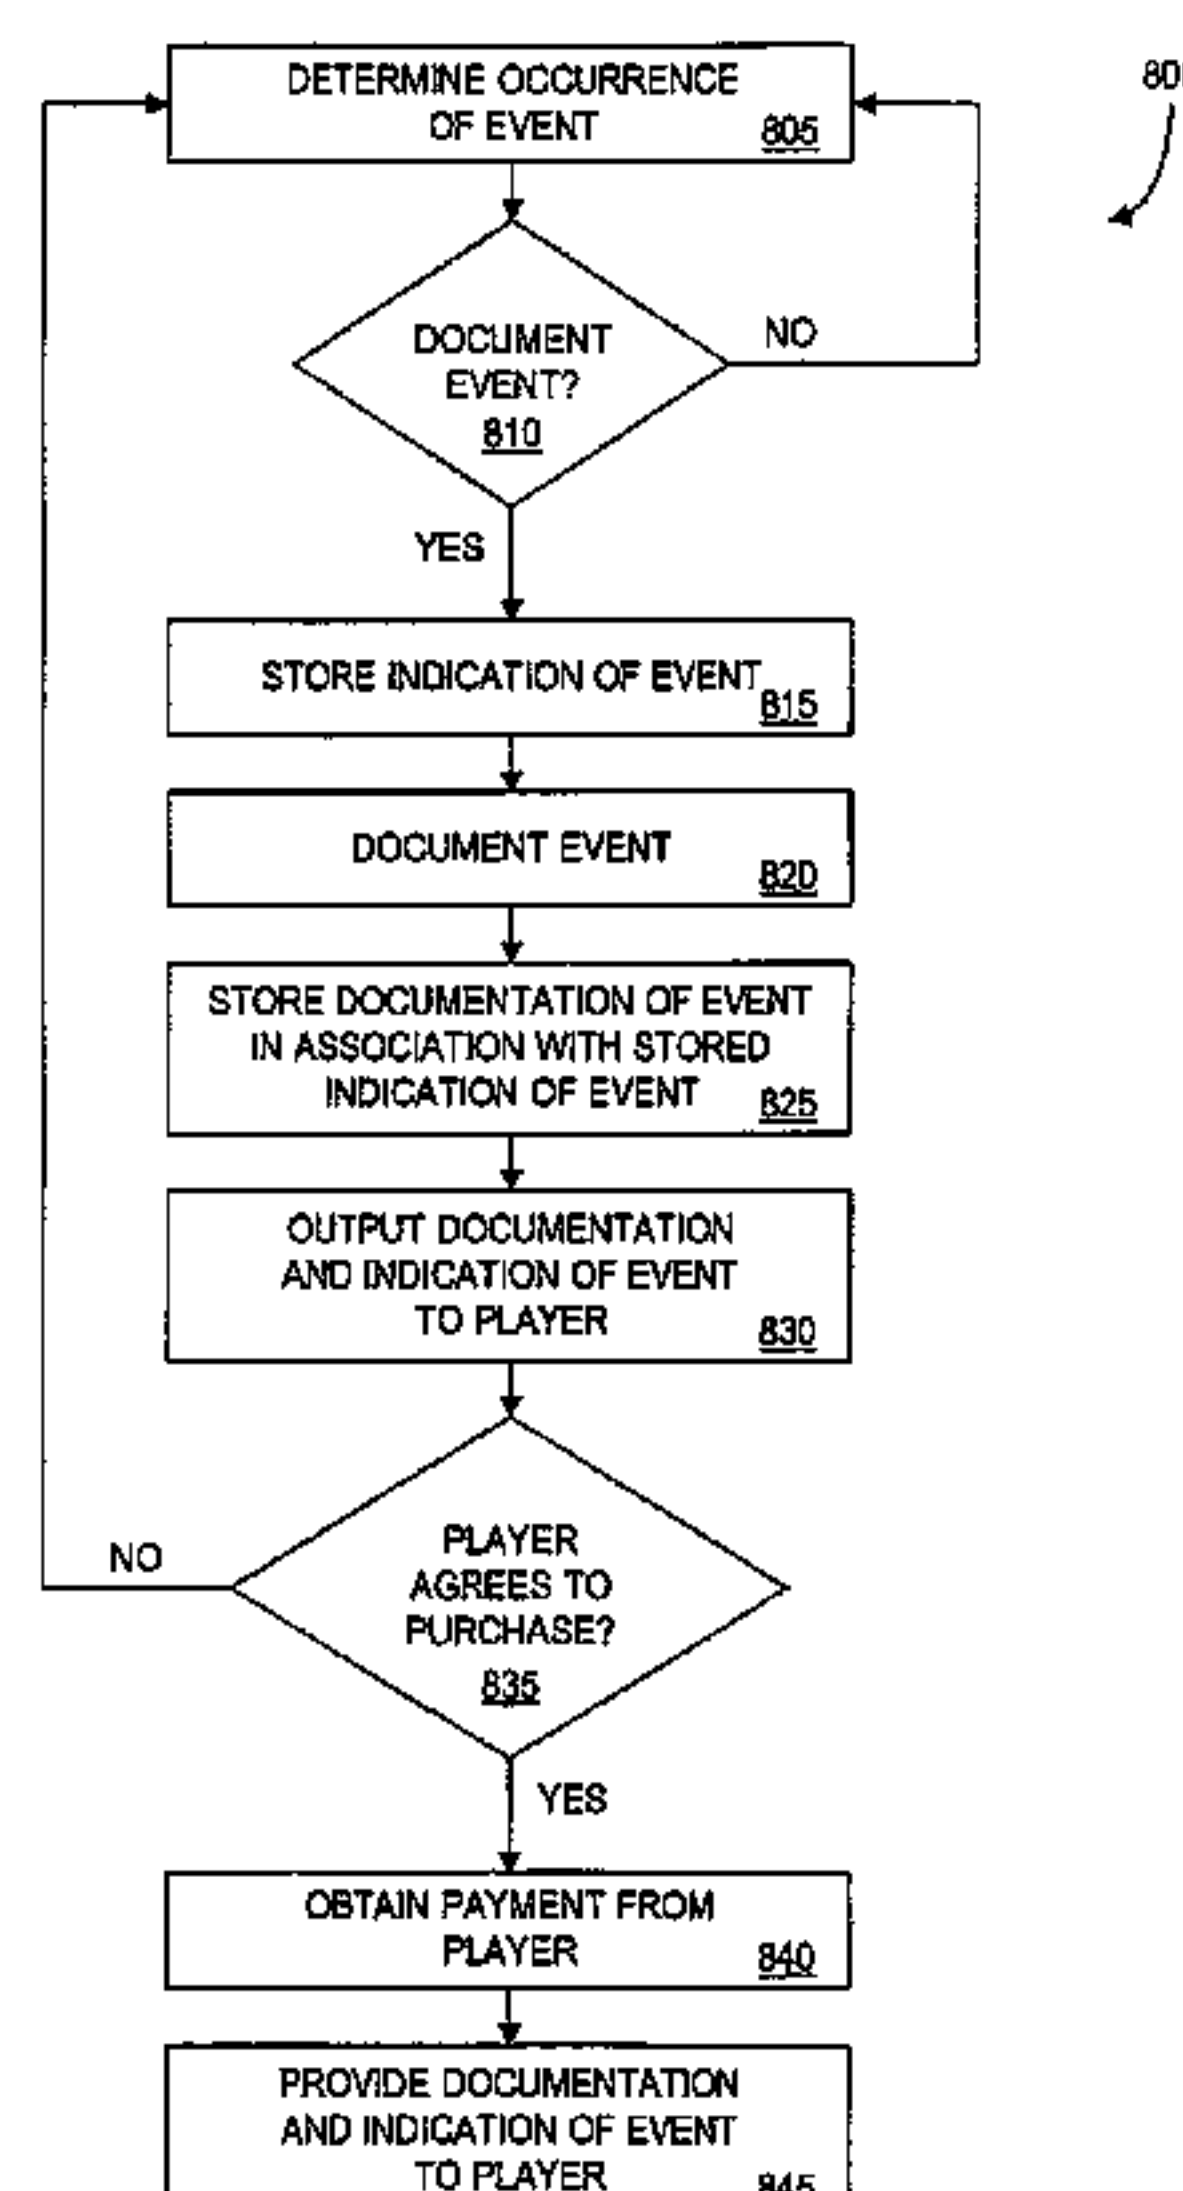 DETERMINE OCCURRENCE
OF EVENT
805
DOCUMENT
EVENT?
810
NO
YES
STORE INDICATION OF EVENT
815
DOCUMENT EVENT
820
STORE DOCUMENTATION OF EVENT
IN ASSOCIATION WITH STORED
INDICATION OF EVENT
825
OUTPUT DOCUMENTATION
AND INDICATION OF EVENT
TO PLAYER
830
PLAYER
AGREES TO
PURCHASE?
835
NO
YES
OBTAIN PAYMENT FROM
PLAYER
840
PROVIDE DOCUMENTATION
AND INDICATION OF EVENT
TO PLAYER
845